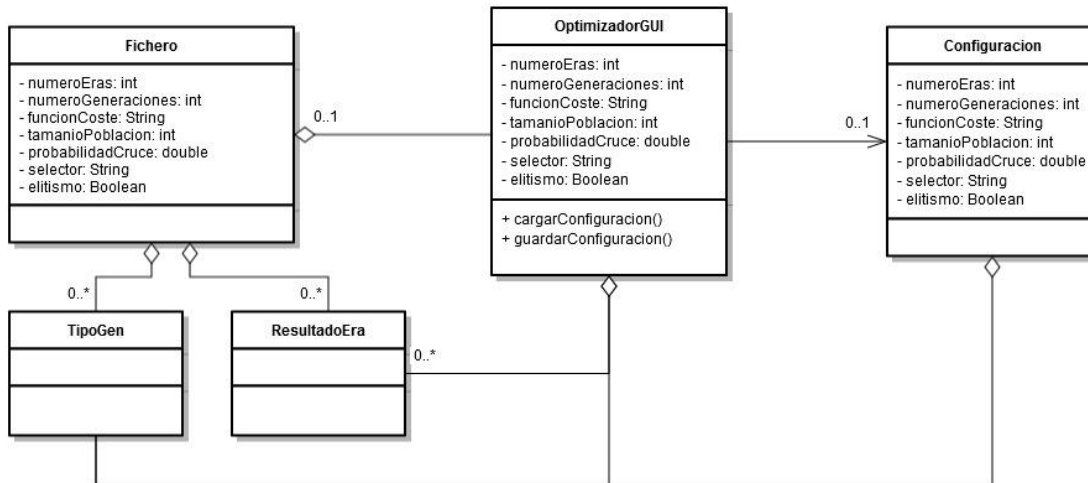 Fichero
- numeroEras: int
- numeroGeneraciones: int
- funcionCoste: String
- tamanioPoblacion: int
- probabilidadCruce: double
- selector: String
- elitismo: Boolean
0..1
OptimizadorGUI
- numeroEras: int
- numeroGeneraciones: int
- funcionCoste: String
- tamanioPoblacion: int
- probabilidadCruce: double
- selector: String
- elitismo: Boolean
+ cargarConfiguracion()
+ guardarConfiguracion()
0..1
Configuracion
- numeroEras: int
- numeroGeneraciones: int
- funcionCoste: String
- tamanioPoblacion: int
- probabilidadCruce: double
- selector: String
- elitismo: Boolean
0..*
0..*
TipoGen
ResultadoEra
0..*